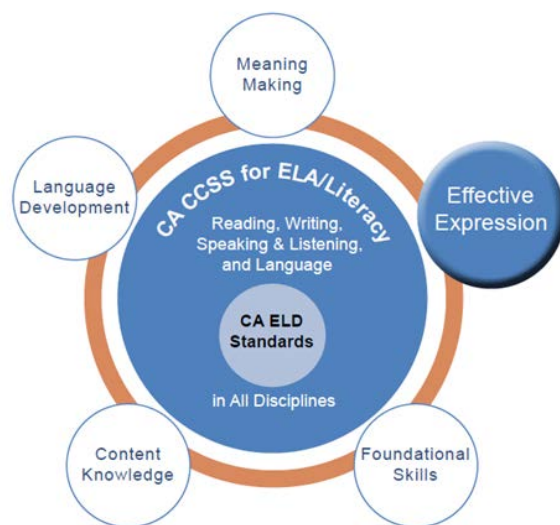 Meaning
Making
Language
Development
Effective
Expression
CA CCSS for ELA/Literacy
Reading, Writing,
Speaking & Listening,
and Language
CA ELD
Standards
in All Disciplines
Content
Knowledge
Foundational
Skills